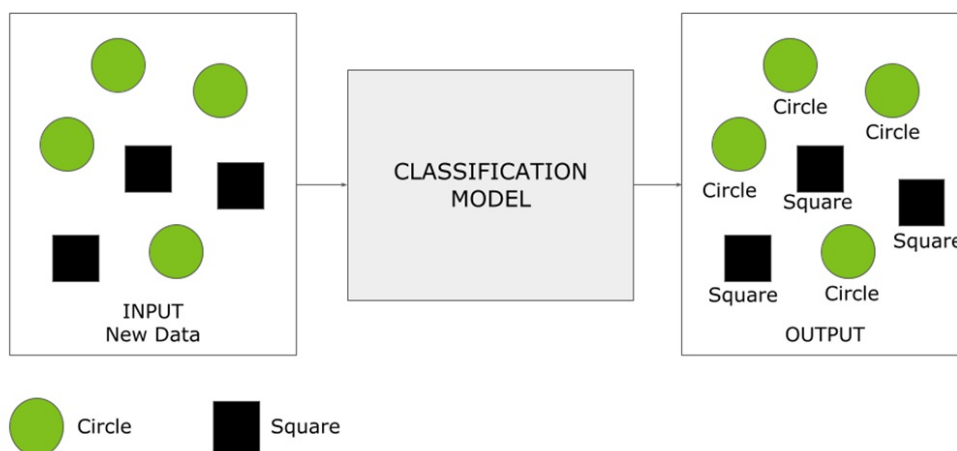 INPUT
New Data
CLASSIFICATION
MODEL
Circle
Circle
Circle
Square
Square
Square
Circle
OUTPUT
Circle
Square